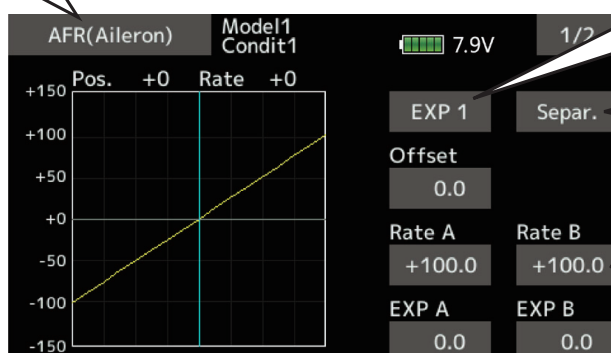 AFR(Aileron)
Model1
Condit1
7.9V
1/2
Pos. +0 Rate +0
+150
+100
+50
+0
-50
-100
-150
EXP 1
Separ.
Offset
0.0
Rate A
Rate B
+100.0
+100.0
EXP A
EXP B
0.0
0.0